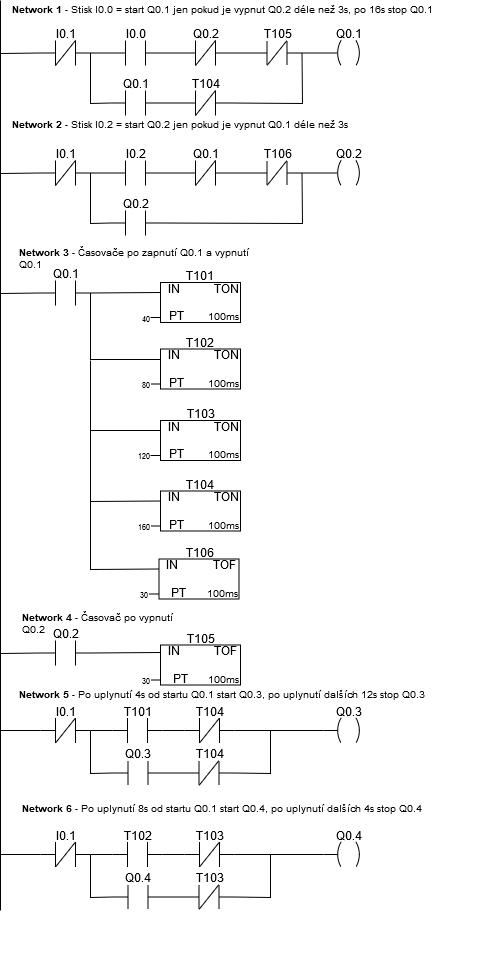 Network 1 - Stisk I0.0 = start Q0.1 jen pokud je vypnut Q0.2 déle než 3s, po 16s stop Q0.1
I0.1 I0.0 Q0.2 T105 Q0.1
Q0.1 T104
Network 2 - Stisk I0.2 = start Q0.2 jen pokud je vypnut Q0.1 déle než 3s
I0.1 I0.2 Q0.1 T106 Q0.2
Q0.2
Network 3 - Časovače po zapnutí Q0.1 a vypnutí
Q0.1
Q0.1
T101
IN TON
40 PT 100ms
T102
IN TON
80 PT 100ms
T103
IN TON
120 PT 100ms
T104
IN TON
160 PT 100ms
T106
IN TOF
30 PT 100ms
Network 4 - Časovač po vypnutí
Q0.2
Q0.2
T105
IN TOF
30 PT 100ms
Network 5 - Po uplynutí 4s od startu Q0.1 start Q0.3, po uplynutí dalších 12s stop Q0.3
I0.1 T101 T104 Q0.3
Q0.3 T104
Network 6 - Po uplynutí 8s od startu Q0.1 start Q0.4, po uplynutí dalších 4s stop Q0.4
I0.1 T102 T103 Q0.4
Q0.4 T103